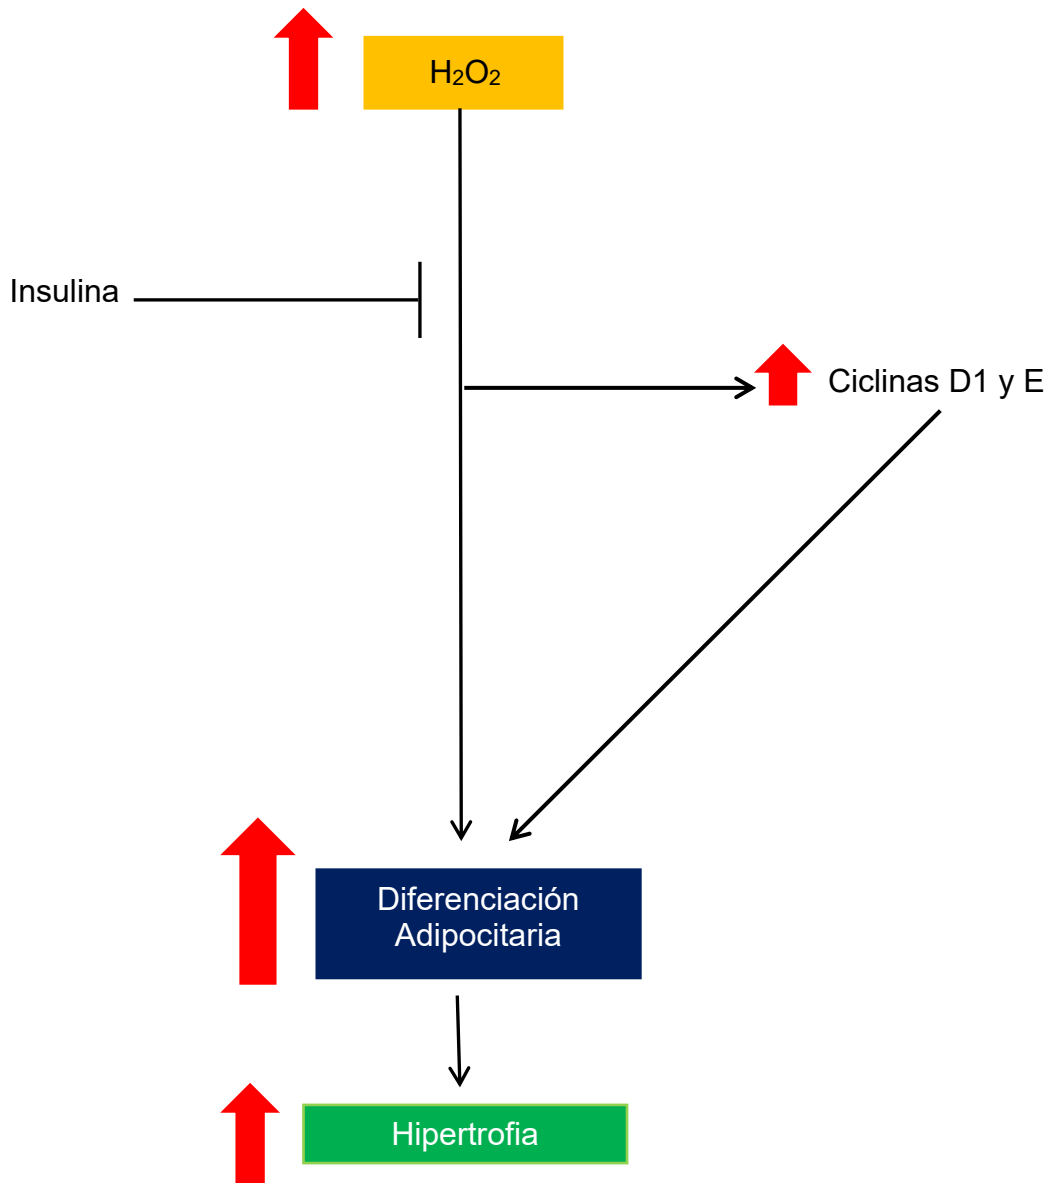 H₂O₂
Insulina
Ciclinas D1 y E
Diferenciación
Adipocitaria
Hipertrofia